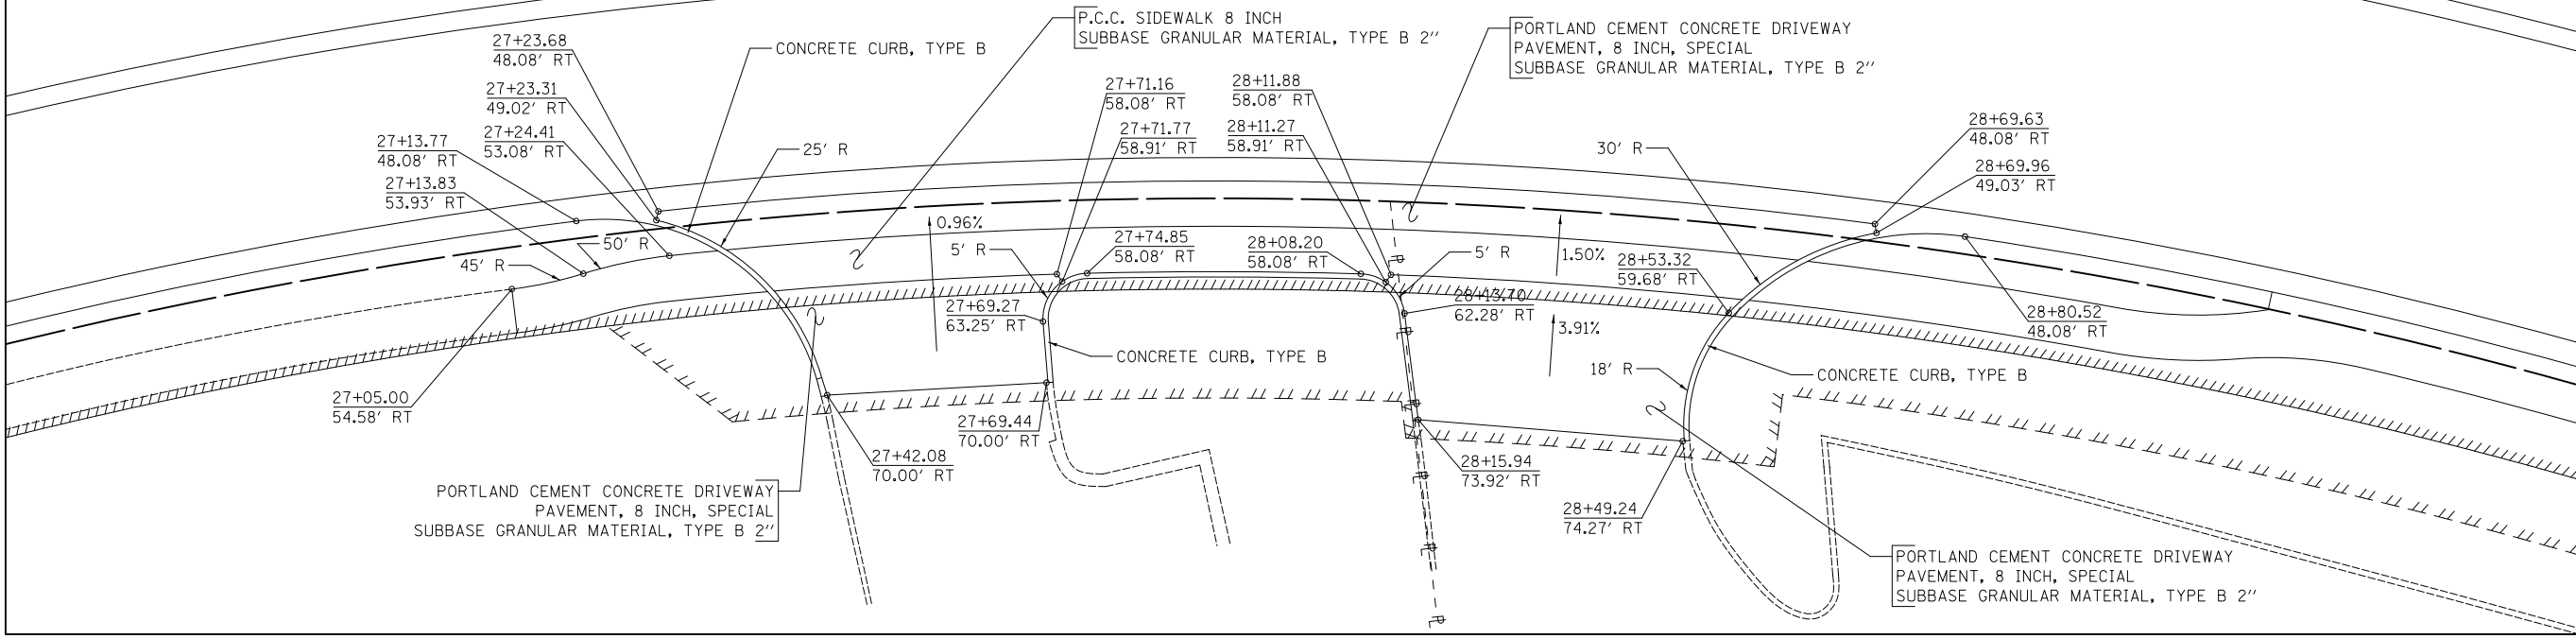 P.C.C. SIDEWALK 8 INCH
SUBBASE GRANULAR MATERIAL, TYPE B 2"
PORTLAND CEMENT CONCRETE DRIVEWAY
PAVEMENT, 8 INCH, SPECIAL
SUBBASE GRANULAR MATERIAL, TYPE B 2"
27+23.68
48.08' RT
CONCRETE CURB, TYPE B
27+23.31
49.02' RT
27+71.16
58.08' RT
28+11.88
58.08' RT
27+24.41
53.08' RT
27+13.77
48.08' RT
27+71.77
58.91' RT
28+11.27
58.91' RT
28+69.63
48.08' RT
25' R
30' R
28+69.96
49.03' RT
27+13.83
53.93' RT
0.96%
50' R
45' R
5' R
27+74.85
58.08' RT
28+08.20
58.08' RT
5' R
1.50%
28+53.32
59.68' RT
27+69.27
63.25' RT
28+13.70
62.28' RT
3.91%
28+80.52
48.08' RT
CONCRETE CURB, TYPE B
18' R
CONCRETE CURB, TYPE B
27+05.00
54.58' RT
27+69.44
70.00' RT
27+42.08
70.00' RT
28+15.94
73.92' RT
28+49.24
74.27' RT
PORTLAND CEMENT CONCRETE DRIVEWAY
PAVEMENT, 8 INCH, SPECIAL
SUBBASE GRANULAR MATERIAL, TYPE B 2"
PORTLAND CEMENT CONCRETE DRIVEWAY
PAVEMENT, 8 INCH, SPECIAL
SUBBASE GRANULAR MATERIAL, TYPE B 2"